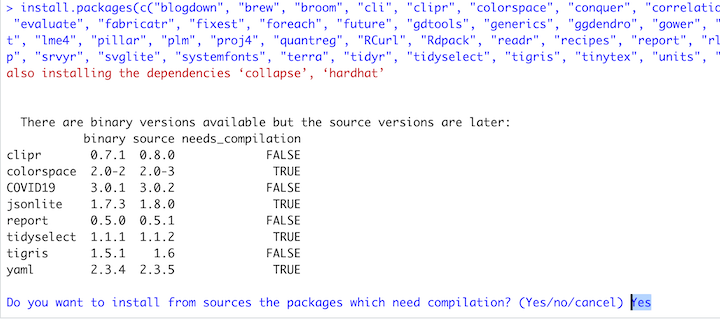 > install.packages(c("blogdown", "brew", "broom", "cli", "clipr", "colorspace", "conquer", "correlatio
"evaluate", "fabricatr", "fixest", "foreach", "future", "gdtools", "generics", "ggdendro", "gower", "
t", "lme4", "pillar", "plm", "proj4", "quantreg", "RCurl", "Rdpack", "readr", "recipes", "report", "rl
p", "srvyr", "svglite", "systemfonts", "terra", "tidyr", "tidyselect", "tigris", "tinytex", "units", "
also installing the dependencies ‘collapse’, ‘hardhat’
There are binary versions available but the source versions are later:
binary source needs_compilation
clipr 0.7.1 0.8.0 FALSE
colorspace 2.0-2 2.0-3 TRUE
COVID19 3.0.1 3.0.2 FALSE
jsonlite 1.7.3 1.8.0 TRUE
report 0.5.0 0.5.1 FALSE
tidyselect 1.1.1 1.1.2 TRUE
tigris 1.5.1 1.6 FALSE
yaml 2.3.4 2.3.5 TRUE
Do you want to install from sources the packages which need compilation? (Yes/no/cancel) Yes